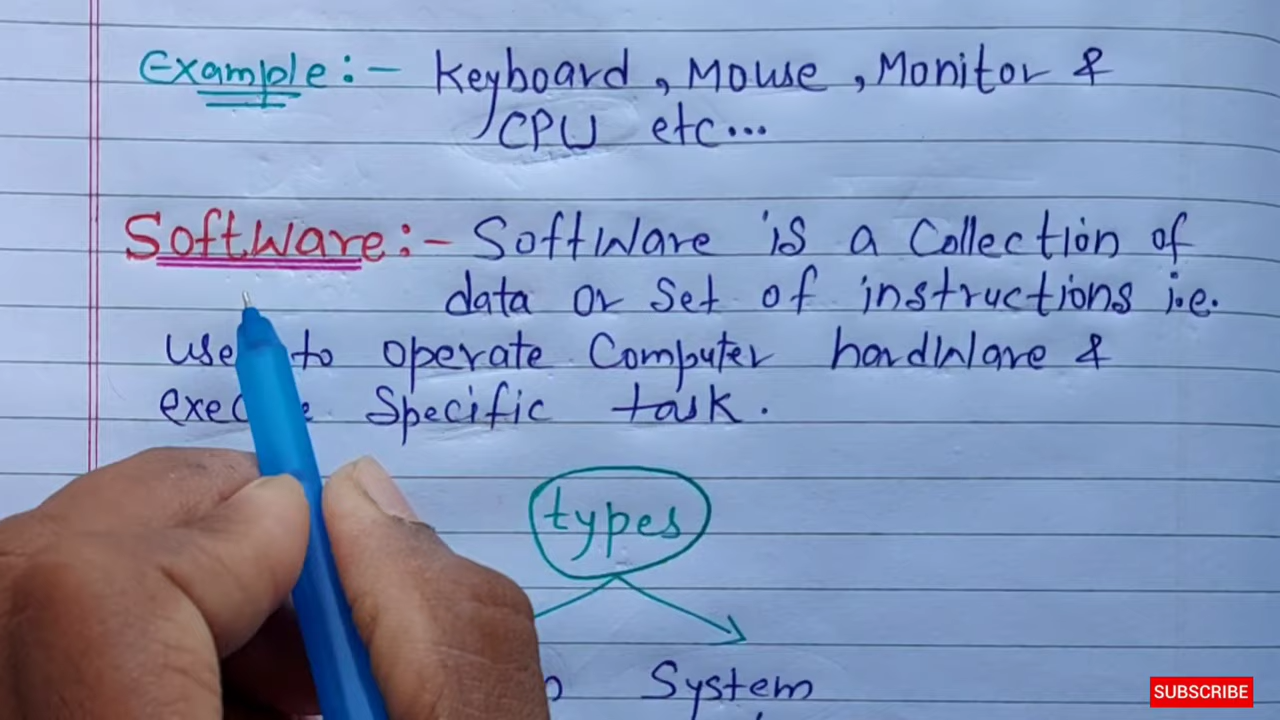 Example:- Keyboard, Mouse, Monitor &
CPU etc...
Software:- Software is a Collection of
data or set of instructions i.e.
to operate Computer hardware &
Specific task.
types
System
SUBSCRIBE